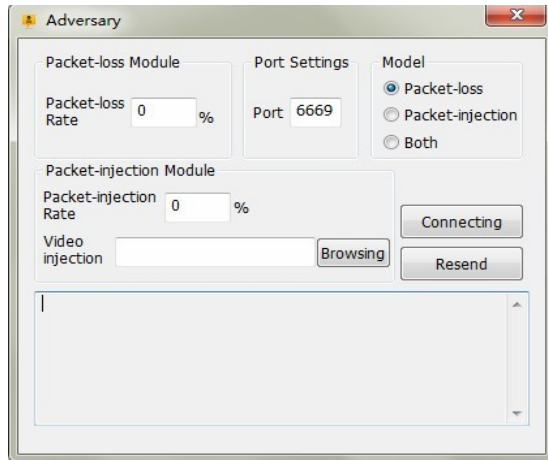 Adversary
Packet-loss Module
Packet-loss
Rate
0
%
Port Settings
Port
6669
Model
Packet-loss
Packet-injection
Both
Packet-injection Module
Packet-injection
Rate
0
%
Video
injection
Browsing
Connecting
Resend